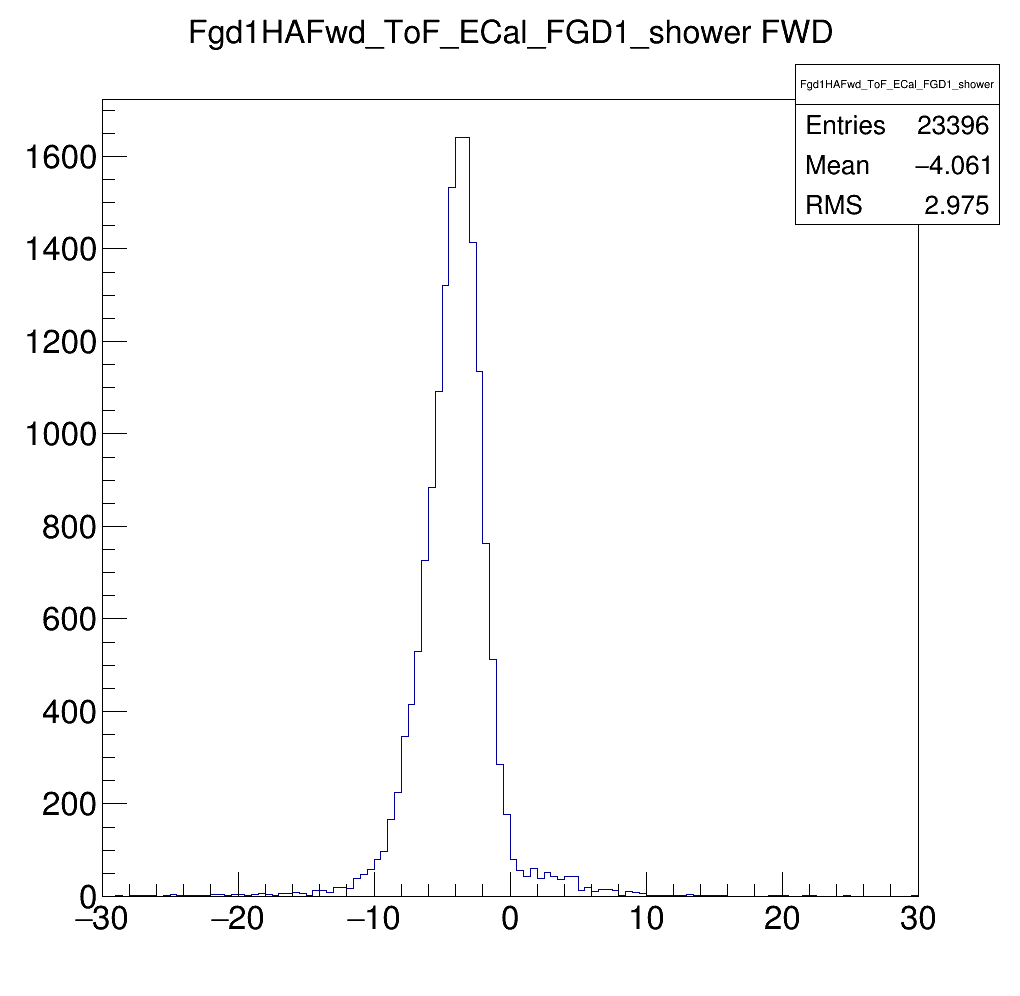 Fgd1HAFwd_ToF_ECal_FGD1_shower FWD
Fgd1HAFwd_ToF_ECal_FGD1_shower
Entries 23396
Mean −4.061
RMS 2.975
1600
1400
1200
1000
800
600
400
200
0
−30 −20 −10 0 10 20 30